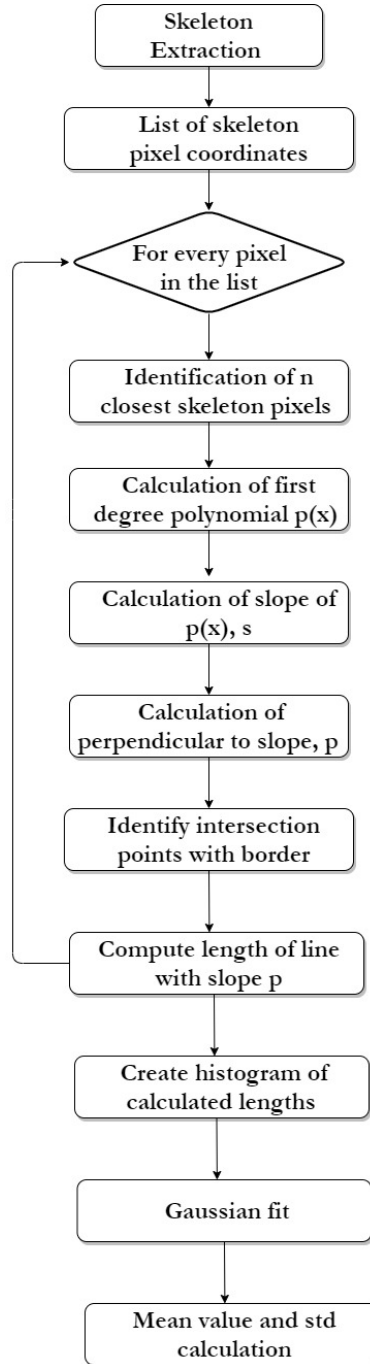 Skeleton
Extraction
List of skeleton
pixel coordinates
For every pixel
in the list
Identification of n
closest skeleton pixels
Calculation of first
degree polynomial p(x)
Calculation of slope of
p(x), s
Calculation of
perpendicular to slope, p
Identify intersection
points with border
Compute length of line
with slope p
Create histogram of
calculated lengths
Gaussian fit
Mean value and std
calculation